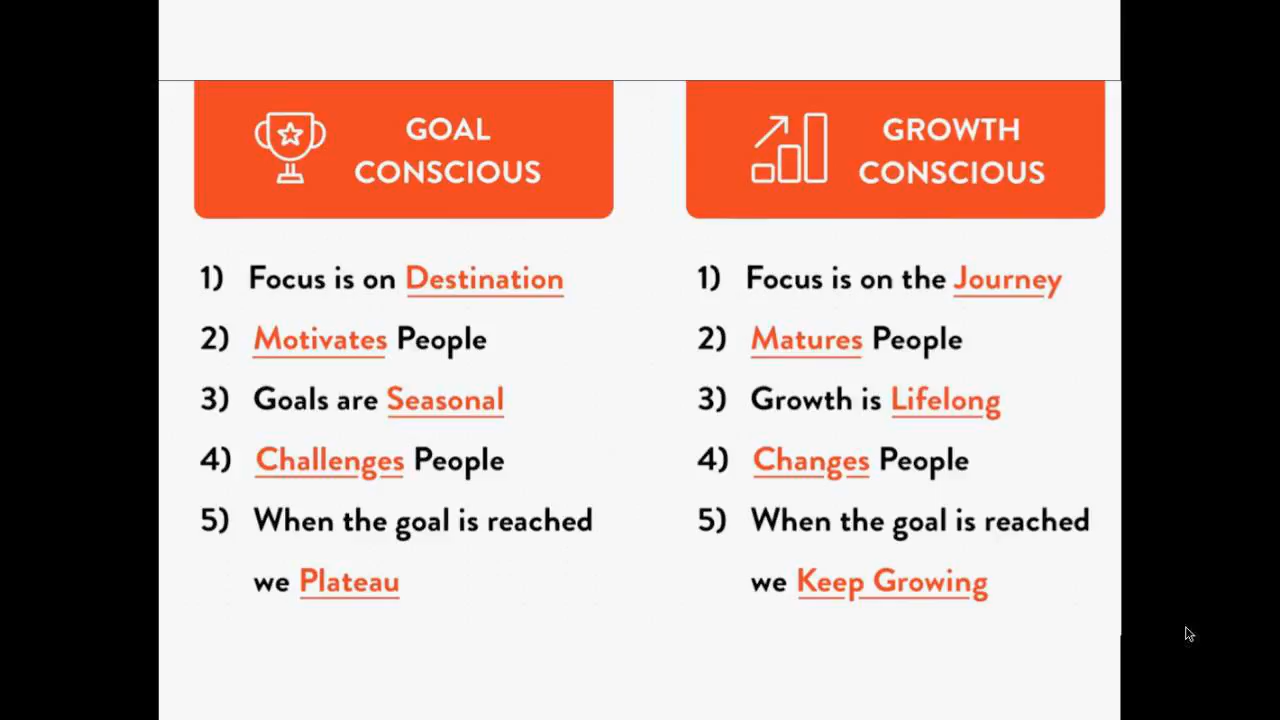 GOAL
CONSCIOUS
1) Focus is on Destination
2) Motivates People
3) Goals are Seasonal
4) Challenges People
5) When the goal is reached
we Plateau
GROWTH
CONSCIOUS
1) Focus is on the Journey
2) Matures People
3) Growth is Lifelong
4) Changes People
5) When the goal is reached
we Keep Growing